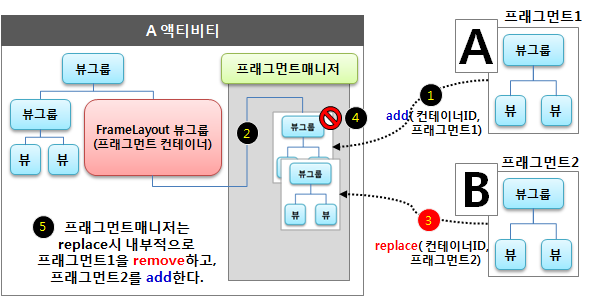 A 액티비티
뷰그룹
뷰그룹
뷰
뷰
FrameLayout 뷰그룹
(프래그먼트 컨테이너)
프래그먼트매니저
2
뷰그룹
4
뷰그룹
뷰
뷰
5 프래그먼트매니저는
replace시 내부적으로
프래그먼트1을 remove하고,
프래그먼트2를 add한다.
프래그먼트1
A
뷰그룹
뷰
뷰
1
add( 컨테이너ID,
프래그먼트1)
프래그먼트2
B
뷰그룹
뷰
뷰
3
replace( 컨테이너ID,
프래그먼트2)